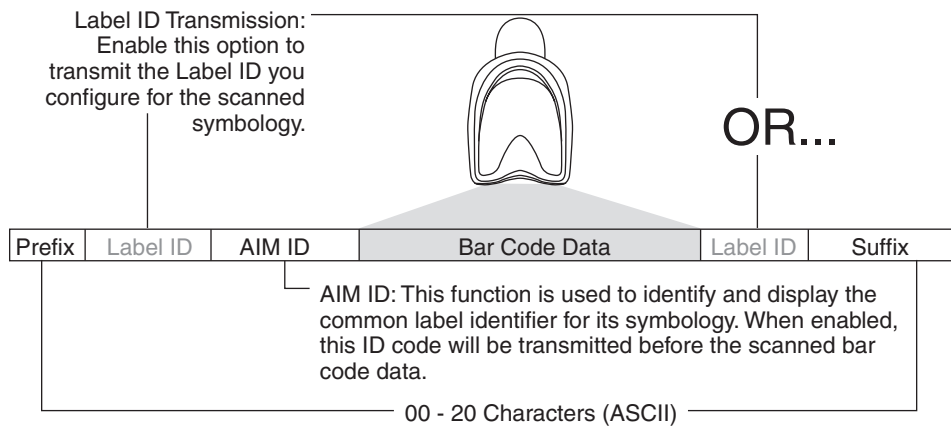 Label ID Transmission:
Enable this option to
transmit the Label ID you
configure for the scanned
symbology.
OR...
Prefix Label ID AIM ID Bar Code Data Label ID Suffix
AIM ID: This function is used to identify and display the
common label identifier for its symbology. When enabled,
this ID code will be transmitted before the scanned bar
code data.
00 - 20 Characters (ASCII)